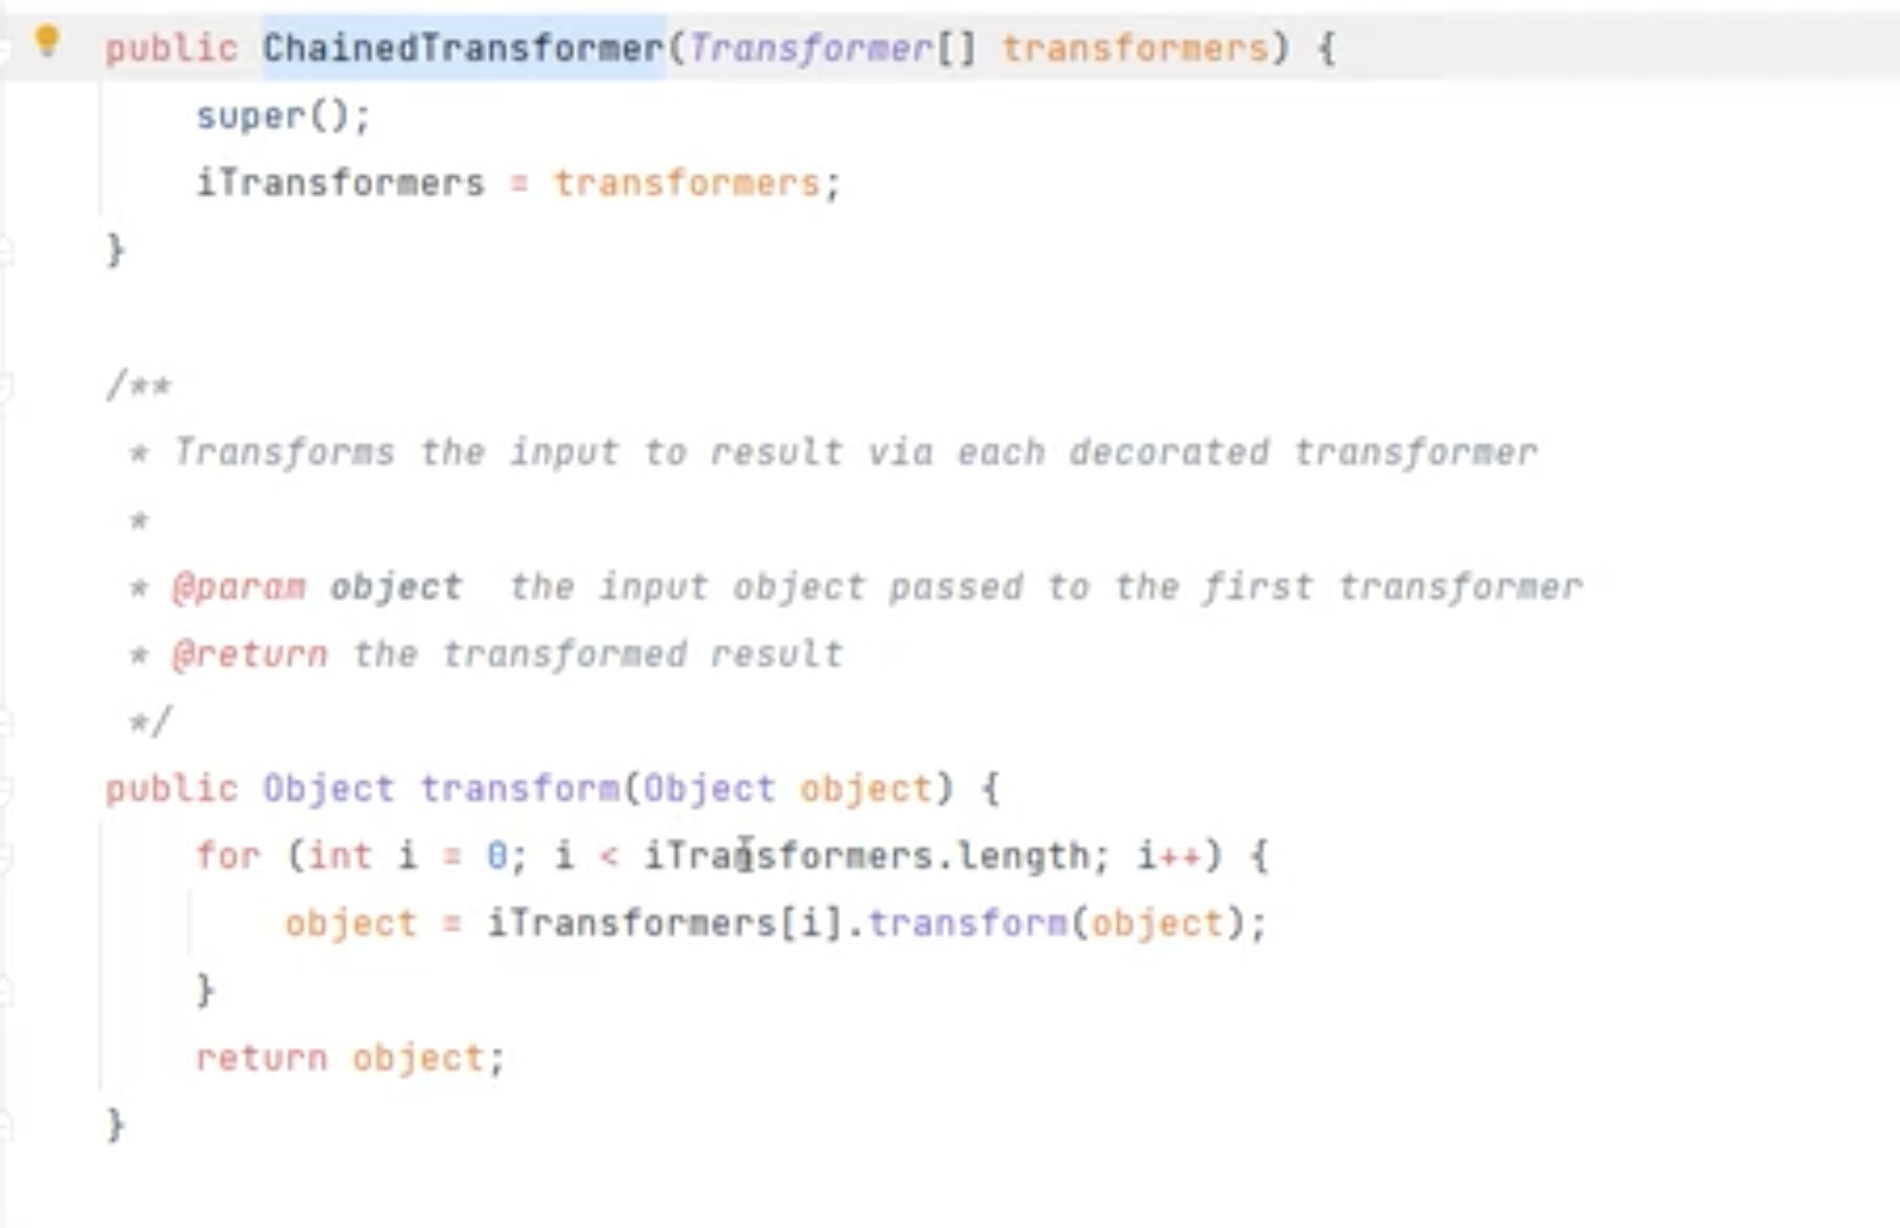 public ChainedTransformer(Transformer[] transformers) {
super();
iTransformers = transformers;
}
/**
* Transforms the input to result via each decorated transformer
*
* @param object  the input object passed to the first transformer
* @return the transformed result
*/
public Object transform(Object object) {
for (int i = 0; i < iTransformers.length; i++) {
object = iTransformers[i].transform(object);
}
return object;
}